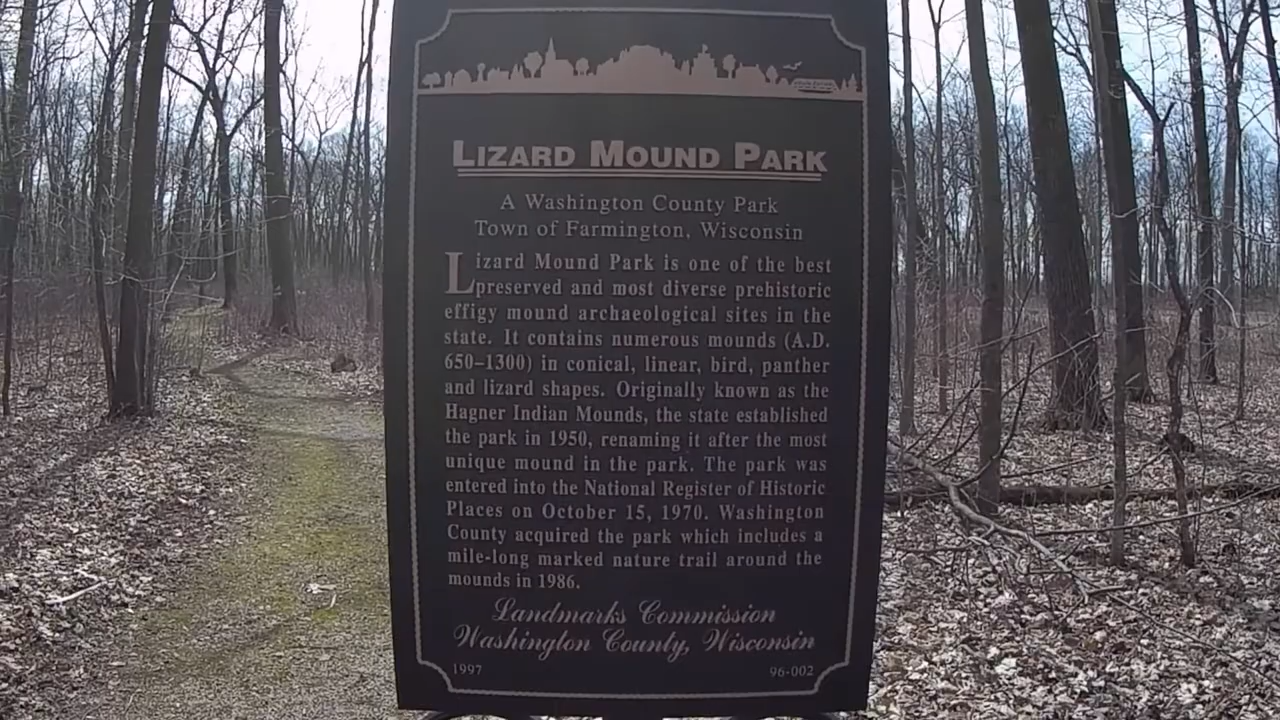 LIZARD MOUND PARK
A Washington County Park
Town of Farmington, Wisconsin
Lizard Mound Park is one of the best
preserved and most diverse prehistoric
effigy mound archaeological sites in the
state. It contains numerous mounds (A.D.
650–1300) in conical, linear, bird, panther
and lizard shapes. Originally known as the
Hagner Indian Mounds, the state established
the park in 1950, renaming it after the most
unique mound in the park. The park was
entered into the National Register of Historic
Places on October 15, 1970. Washington
County acquired the park which includes a
mile-long marked nature trail around the
mounds in 1986.
Landmarks Commission
Washington County, Wisconsin
1997 96-002